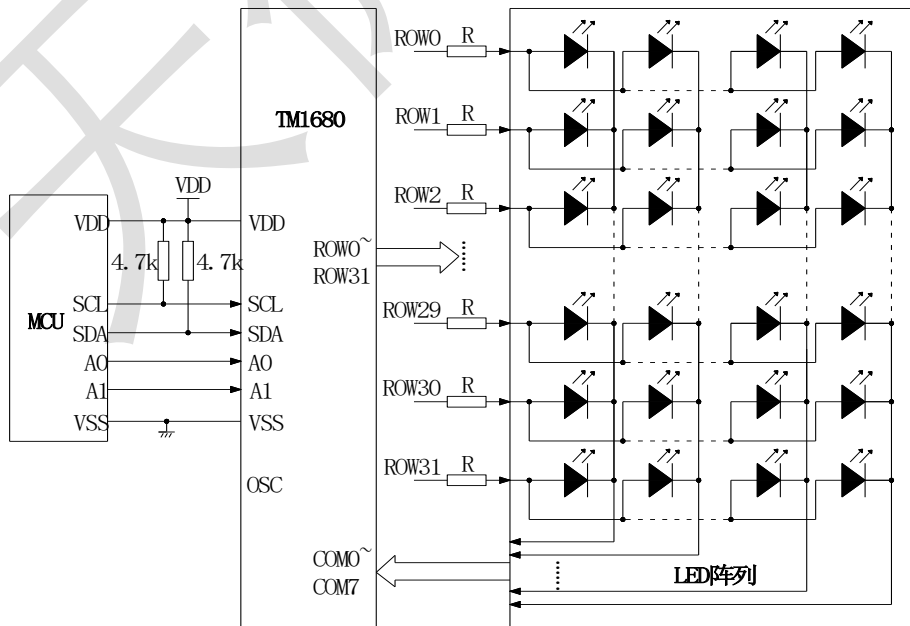 TM1680
MCU
VDD
SCL
SDA
A0
A1
VSS
VDD
4.7k
4.7k
VDD
SCL
SDA
A0
A1
VSS
OSC
ROW0~
ROW31
COM0~
COM7
ROW0
R
ROW1
R
ROW2
R
ROW29
R
ROW30
R
ROW31
R
LED阵列